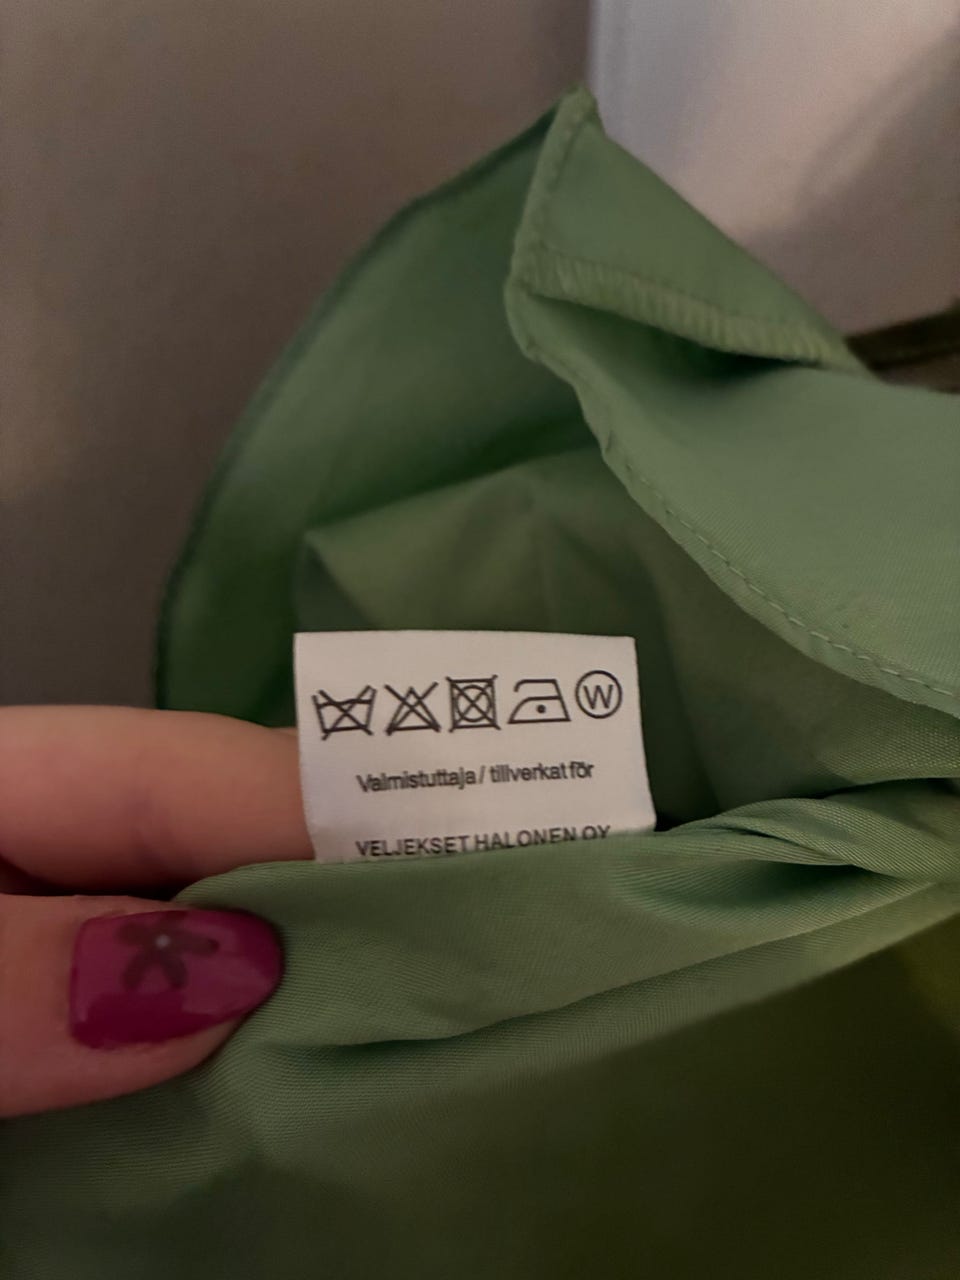 W
Valmistuttaja / tillverkat för
VELJEKSET HALONEN OY